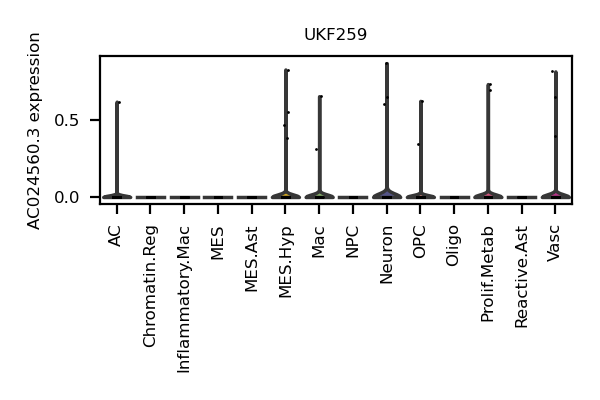 UKF259
AC024560.3 expression
0.5
0.0
AC
Chromatin.Reg
Inflammatory.Mac
MES
MES.Ast
MES.Hyp
Mac
NPC
Neuron
OPC
Oligo
Prolif.Metab
Reactive.Ast
Vasc